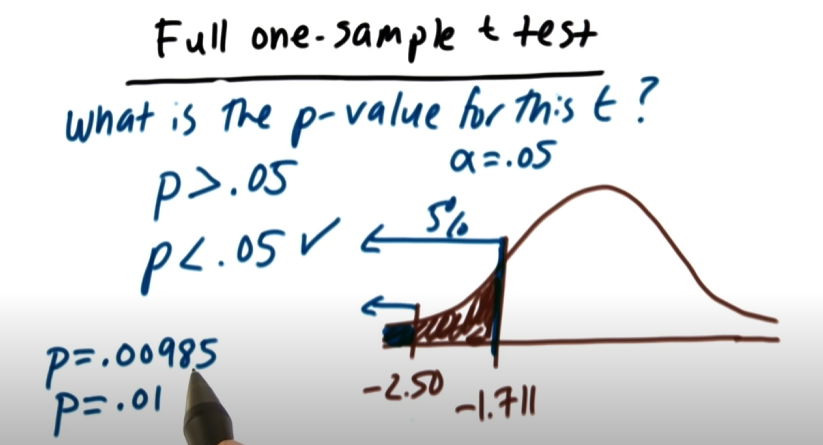 Full one-sample t test
What is the p-value for this t?
α=.05
p>.05
5%
p<.05 ✓
p=.00985
p=.01
-2.50
-1.711